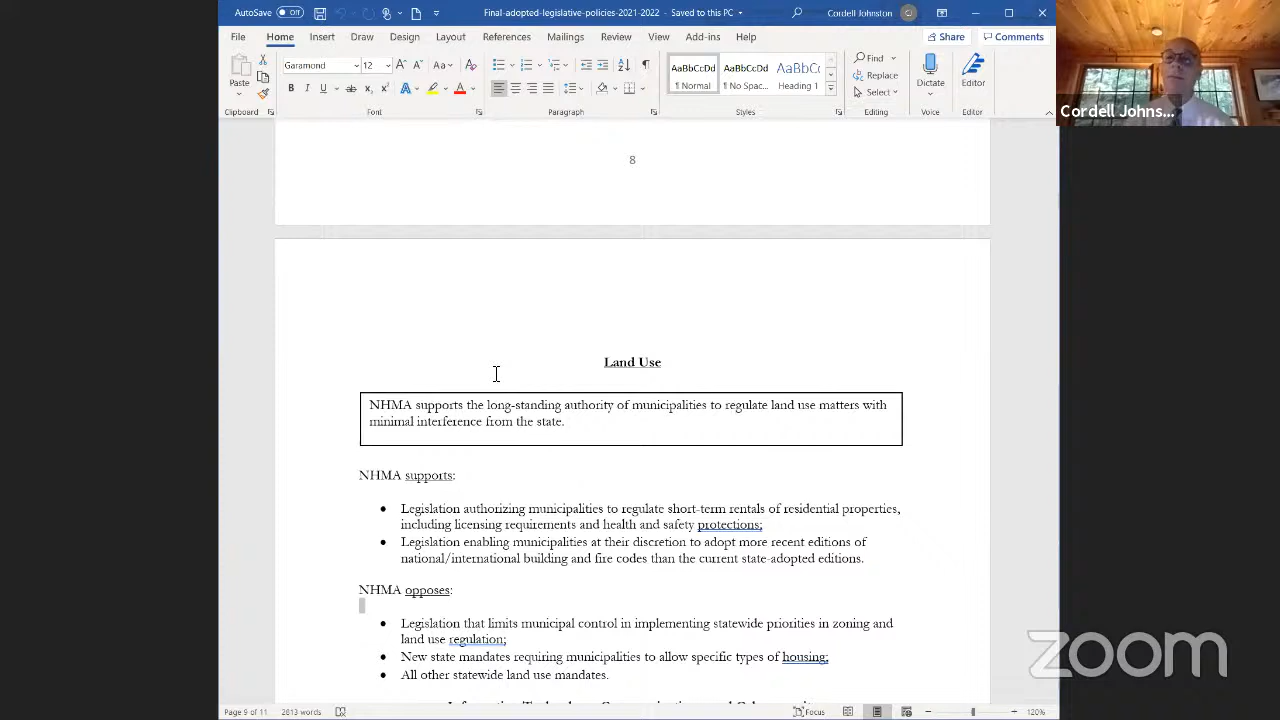 AutoSave Off Final-adopted-legislative-policies-2021-2022 - Saved to this PC Cordell Johnston CJ
File Home Insert Draw Design Layout References Mailings Review View Add-ins Help Share Comments
Garamond 12 Aa
Paste
B I U ab x₂ x² A A
AaBbCcDd AaBbCcDd AaBbCc
¶ Normal ¶ No Spac... Heading 1
Find
Replace
Select
Dictate Editor
Clipboard Font Paragraph Styles Editing Voice Editor
Cordell Johns...
8
Land Use
NHMA supports the long-standing authority of municipalities to regulate land use matters with
minimal interference from the state.
NHMA supports:
• Legislation authorizing municipalities to regulate short-term rentals of residential properties,
including licensing requirements and health and safety protections;
• Legislation enabling municipalities at their discretion to adopt more recent editions of
national/international building and fire codes than the current state-adopted editions.
NHMA opposes:
• Legislation that limits municipal control in implementing statewide priorities in zoning and
land use regulation;
• New state mandates requiring municipalities to allow specific types of housing;
• All other statewide land use mandates.
zoom
Page 9 of 11 2813 words Focus 120%